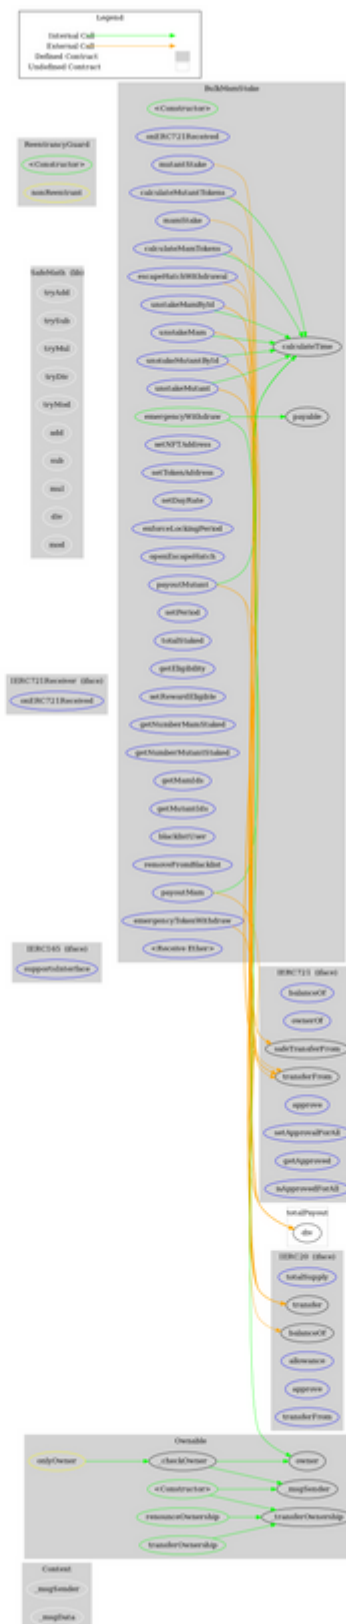 Legend
Internal Call
External Call
Defined Contract
Undefined Contract
BulkMamStake
<Constructor>
onERC721Received
mutantStake
calculateMutantTokens
mamStake
calculateMamTokens
escapeHatchWithdrawal
unstakeMamById
unstakeMam
unstakeMutantById
unstakeMutant
emergencyWithdraw
setNFTAddress
setTokenAddress
setDayRate
enforceLockingPeriod
openEscapeHatch
payoutMutant
setPeriod
totalStaked
getEligibility
setRewardEligible
getNumberMamStaked
getNumberMutantStaked
getMamIds
getMutantIds
blacklistUser
removeFromBlacklist
payoutMam
emergencyTokenWithdraw
<Receive Ether>
calculateTime
payable
ReentrancyGuard
<Constructor>
nonReentrant
SafeMath (lib)
tryAdd
trySub
tryMul
tryDiv
tryMod
add
sub
mul
div
mod
IERC721Receiver (iface)
onERC721Received
IERC165 (iface)
supportsInterface
IERC721 (iface)
balanceOf
ownerOf
safeTransferFrom
transferFrom
approve
setApprovalForAll
getApproved
isApprovedForAll
totalPayout
div
IERC20 (iface)
totalSupply
transfer
balanceOf
allowance
approve
transferFrom
Ownable
onlyOwner
_checkOwner
owner
<Constructor>
_msgSender
renounceOwnership
_transferOwnership
transferOwnership
Context
_msgSender
_msgData